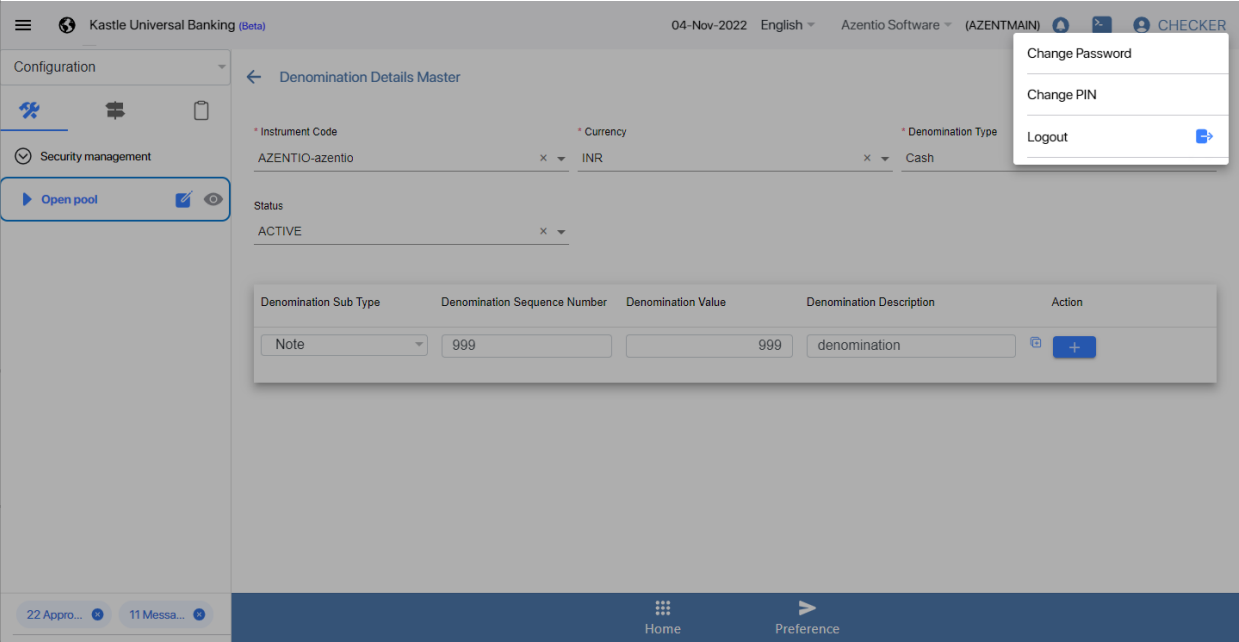 Kastle Universal Banking (Beta) 04-Nov-2022 English Azentio Software (AZENTMAIN) CHECKER
Change Password
Change PIN
Logout
Configuration
Security management
Open pool
Denomination Details Master
* Instrument Code * Currency * Denomination Type
AZENTIO-azentio × INR × Cash
Status
ACTIVE ×
Denomination Sub Type Denomination Sequence Number Denomination Value Denomination Description Action
Note 999 999 denomination +
22 Appro... 11 Messa...
Home Preference